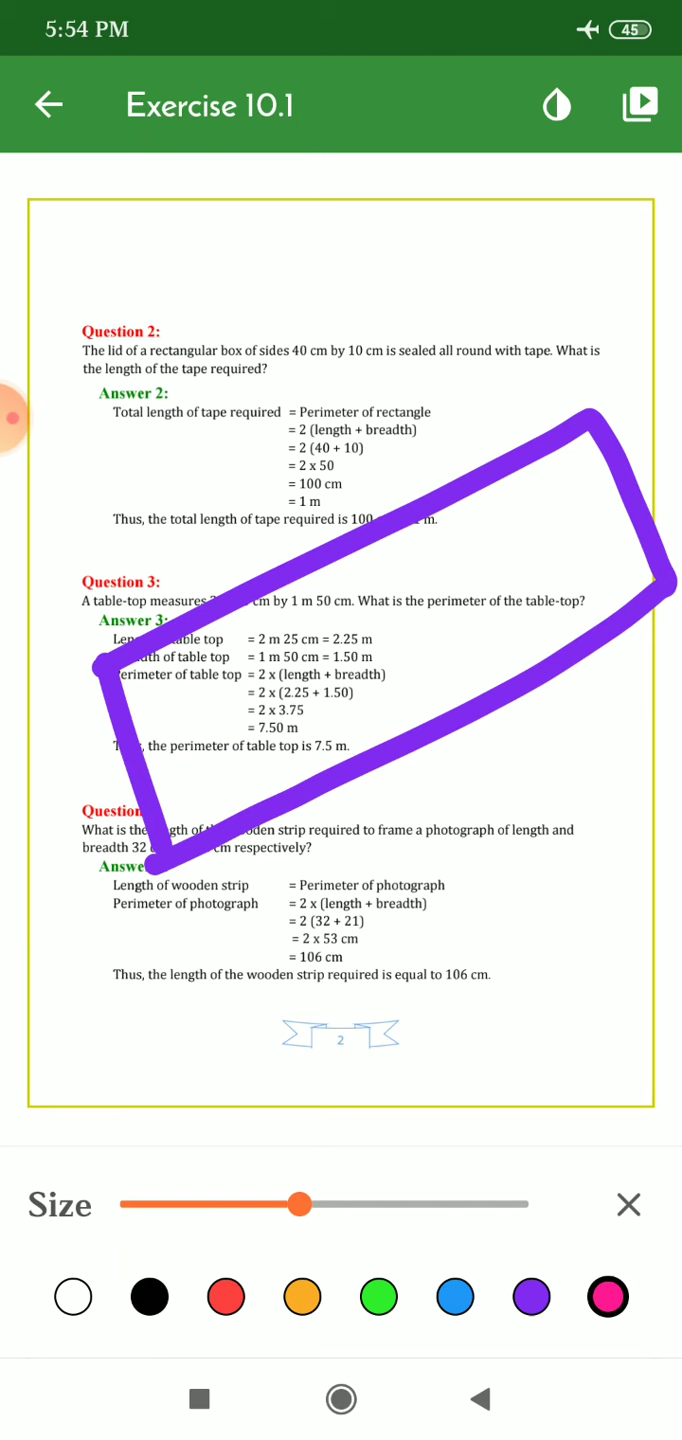 5:54 PM
45
Exercise 10.1
Question 2:
The lid of a rectangular box of sides 40 cm by 10 cm is sealed all round with tape. What is
the length of the tape required?
Answer 2:
Total length of tape required = Perimeter of rectangle
= 2 (length + breadth)
= 2 (40 + 10)
= 2 x 50
= 100 cm
= 1 m
Thus, the total length of tape required is 100 m.
Question 3:
A table-top measures cm by 1 m 50 cm. What is the perimeter of the table-top?
Answer 3:
table top = 2 m 25 cm = 2.25 m
of table top = 1 m 50 cm = 1.50 m
Perimeter of table top = 2 x (length + breadth)
= 2 x (2.25 + 1.50)
= 2 x 3.75
= 7.50 m
the perimeter of table top is 7.5 m.
Question
What is the of wooden strip required to frame a photograph of length and
breadth 32 cm respectively?
Length of wooden strip = Perimeter of photograph
Perimeter of photograph = 2 x (length + breadth)
= 2 (32 + 21)
= 2 x 53 cm
= 106 cm
Thus, the length of the wooden strip required is equal to 106 cm.
2
Size